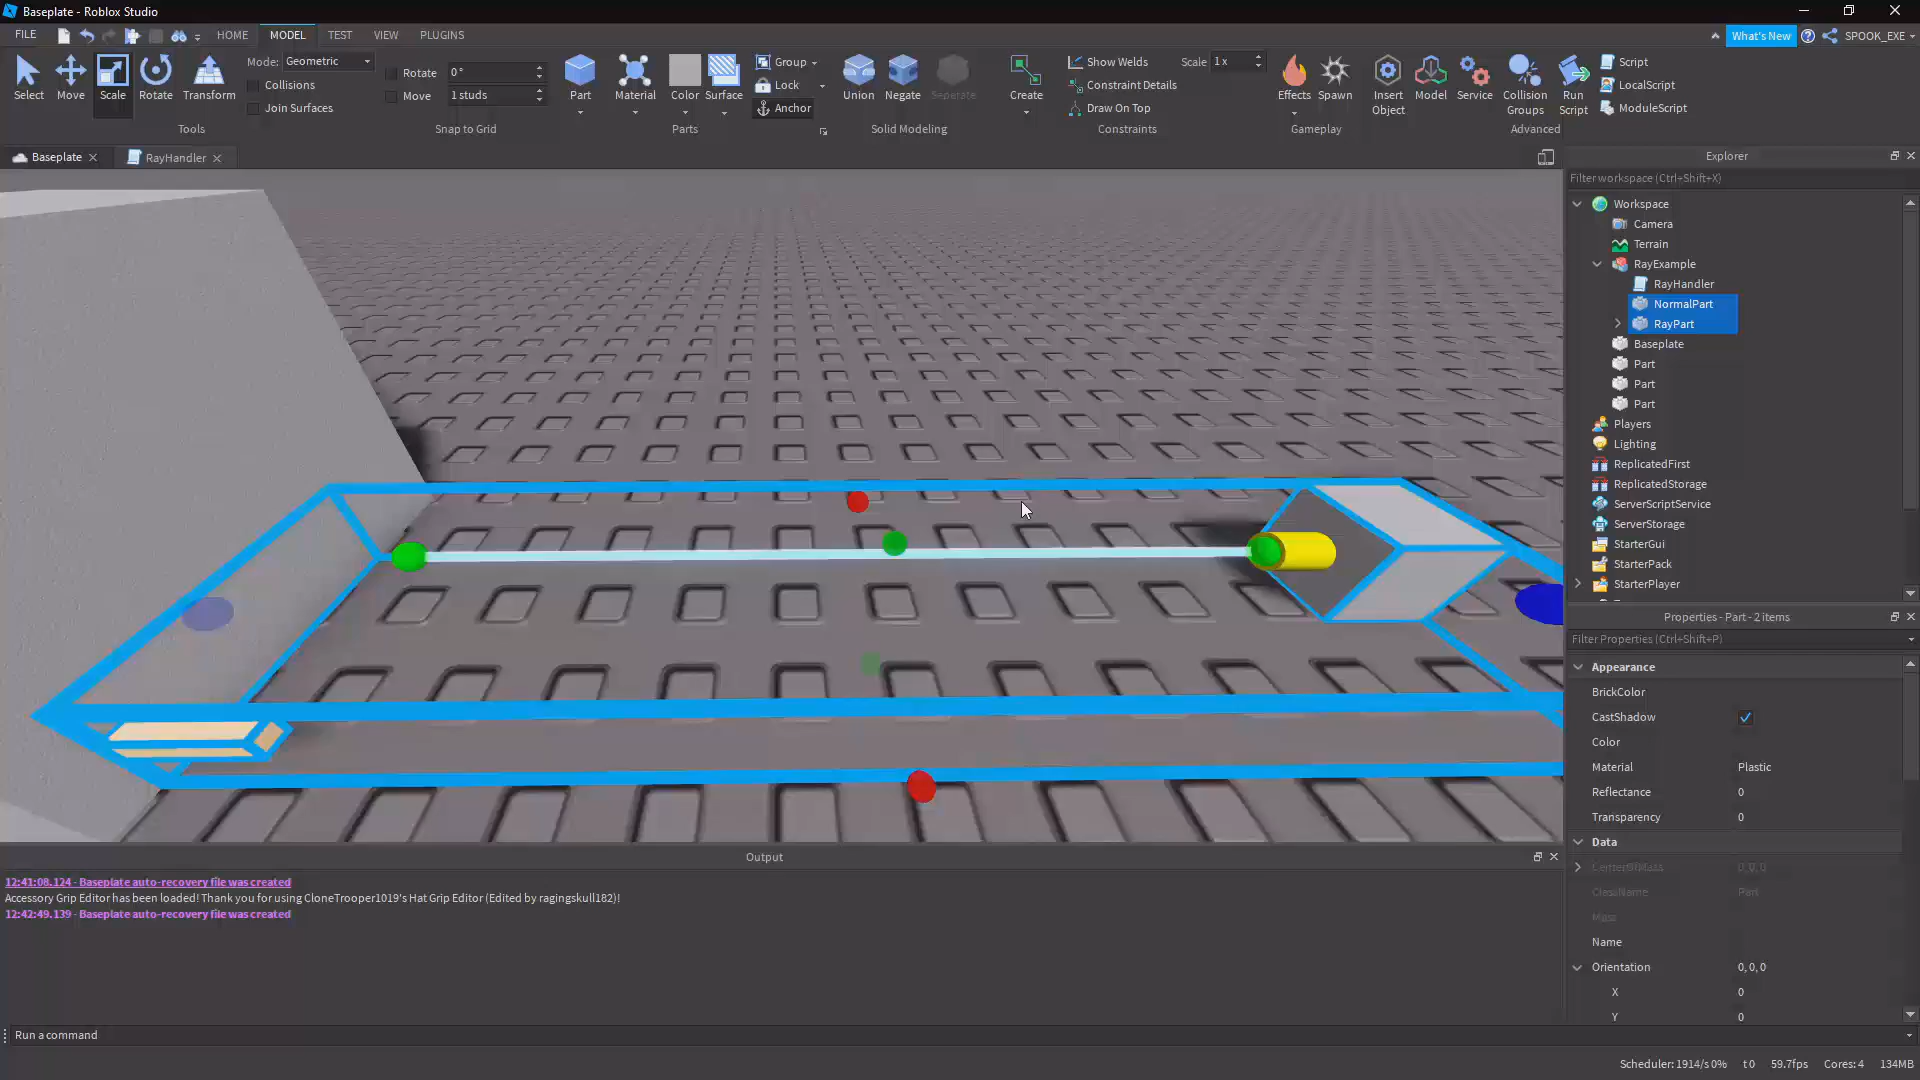 Baseplate - Roblox Studio
FILE
HOME
MODEL
TEST
VIEW
PLUGINS
What's New
SPOOK_EXE
Select
Move
Scale
Rotate
Transform
Mode: Geometric
Collisions
Join Surfaces
Tools
Rotate 0°
Move 1 studs
Snap to Grid
Part
Material
Color
Surface
Group
Lock
Anchor
Parts
Union
Negate
Separate
Solid Modeling
Create
Show Welds
Constraint Details
Draw On Top
Scale 1 x
Constraints
Effects
Spawn
Gameplay
Insert Object
Model
Service
Collision Groups
Run Script
Script
LocalScript
ModuleScript
Advanced
Baseplate
RayHandler
Explorer
Filter workspace (Ctrl+Shift+X)
Workspace
Camera
Terrain
RayExample
RayHandler
NormalPart
RayPart
Baseplate
Part
Part
Part
Players
Lighting
ReplicatedFirst
ReplicatedStorage
ServerScriptService
ServerStorage
StarterGui
StarterPack
StarterPlayer
Properties - Part - 2 items
Filter Properties (Ctrl+Shift+P)
Appearance
BrickColor
CastShadow
Color
Material Plastic
Reflectance 0
Transparency 0
Data
CenterOfMass 0,0,0
ClassName Part
Mass
Name
Orientation 0,0,0
X 0
Y 0
Output
12:41:08.124 - Baseplate auto-recovery file was created
Accessory Grip Editor has been loaded! Thank you for using CloneTrooper1019's Hat Grip Editor (Edited by ragingskull182)!
12:42:49.139 - Baseplate auto-recovery file was created
Run a command
Scheduler: 1914/s 0% t 0 59.7fps Cores: 4 134MB